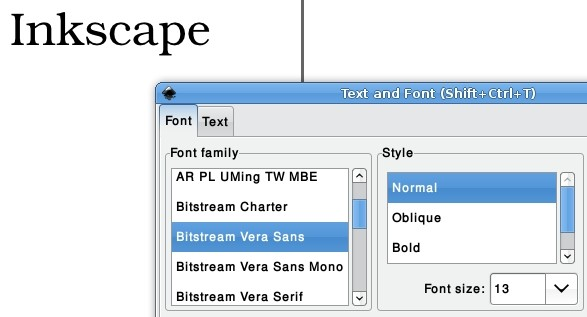 Inkscape
Text and Font (Shift+Ctrl+T)
Font Text
Font family
AR PL UMing TW MBE
Bitstream Charter
Bitstream Vera Sans
Bitstream Vera Sans Mono
Bitstream Vera Serif
Style
Normal
Oblique
Bold
Font size: 13